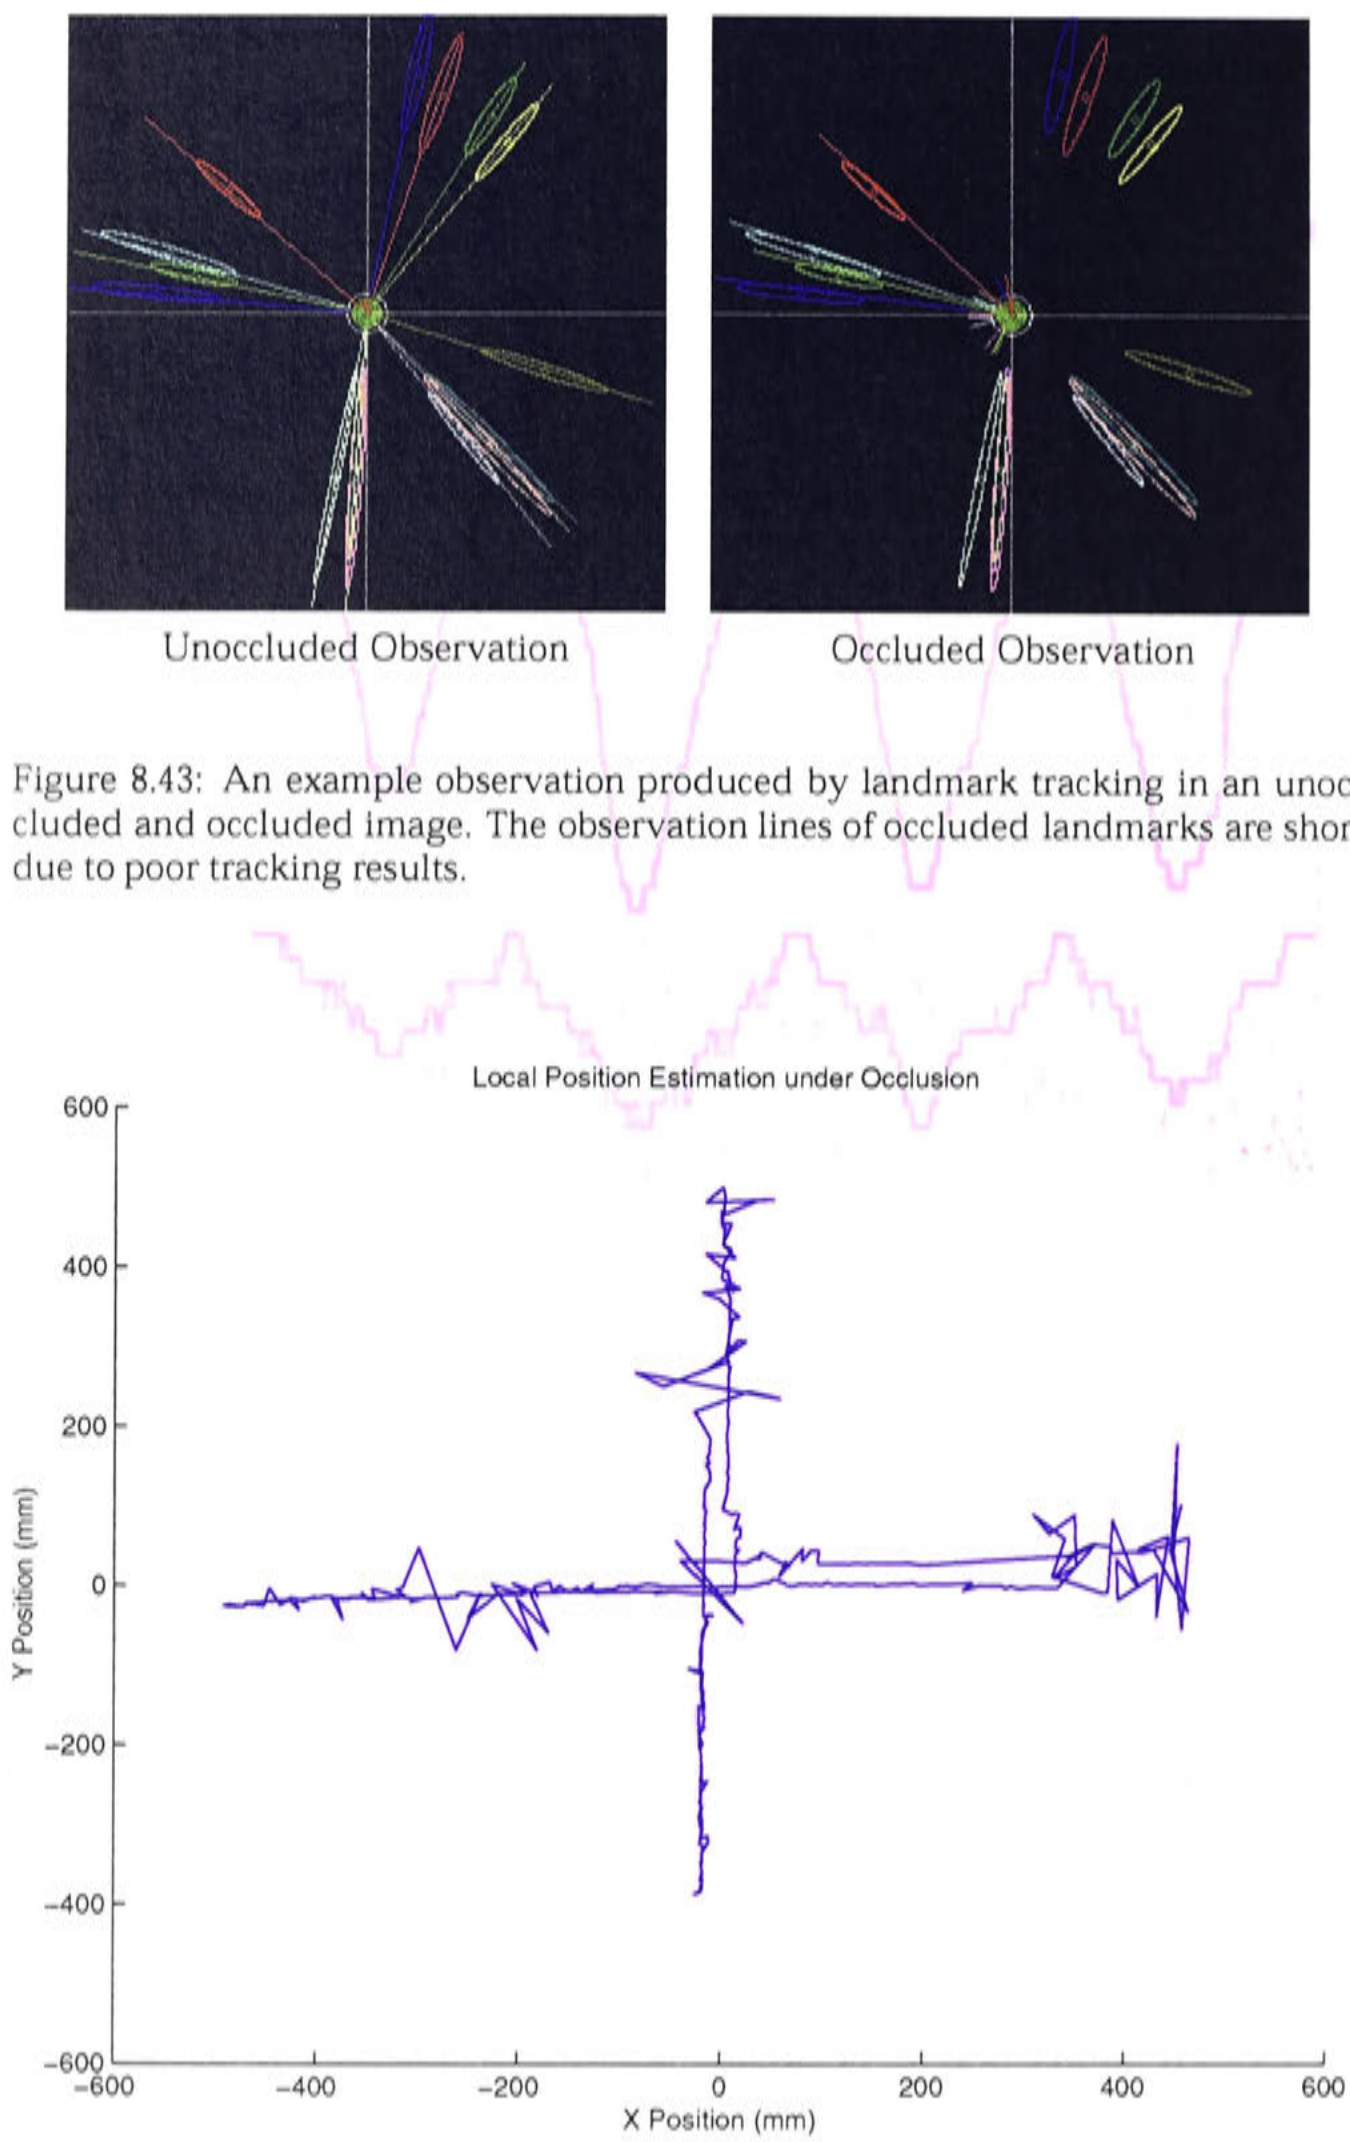 Unoccluded Observation
Occluded Observation
Figure 8.43: An example observation produced by landmark tracking in an unoc
cluded and occluded image. The observation lines of occluded landmarks are shor
due to poor tracking results.
Local Position Estimation under Occlusion
600
400
200
0
−200
−400
−600
Y Position (mm)
−600
−400
−200
0
200
400
600
X Position (mm)